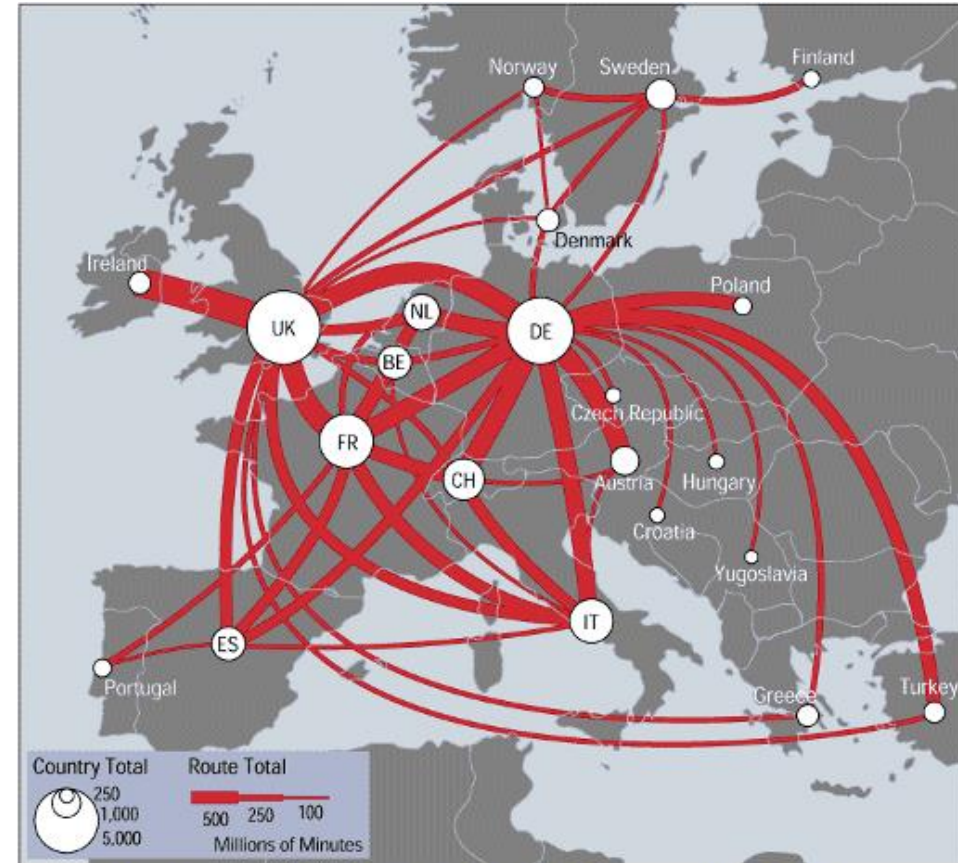 Norway
Sweden
Finland
Denmark
Ireland
Poland
NL
UK
DE
BE
Czech Republic
FR
CH
Austria
Hungary
Croatia
Yugoslavia
IT
ES
Portugal
Greece
Turkey
Country Total
250
1,000
5,000
Route Total
500 250 100
Millions of Minutes